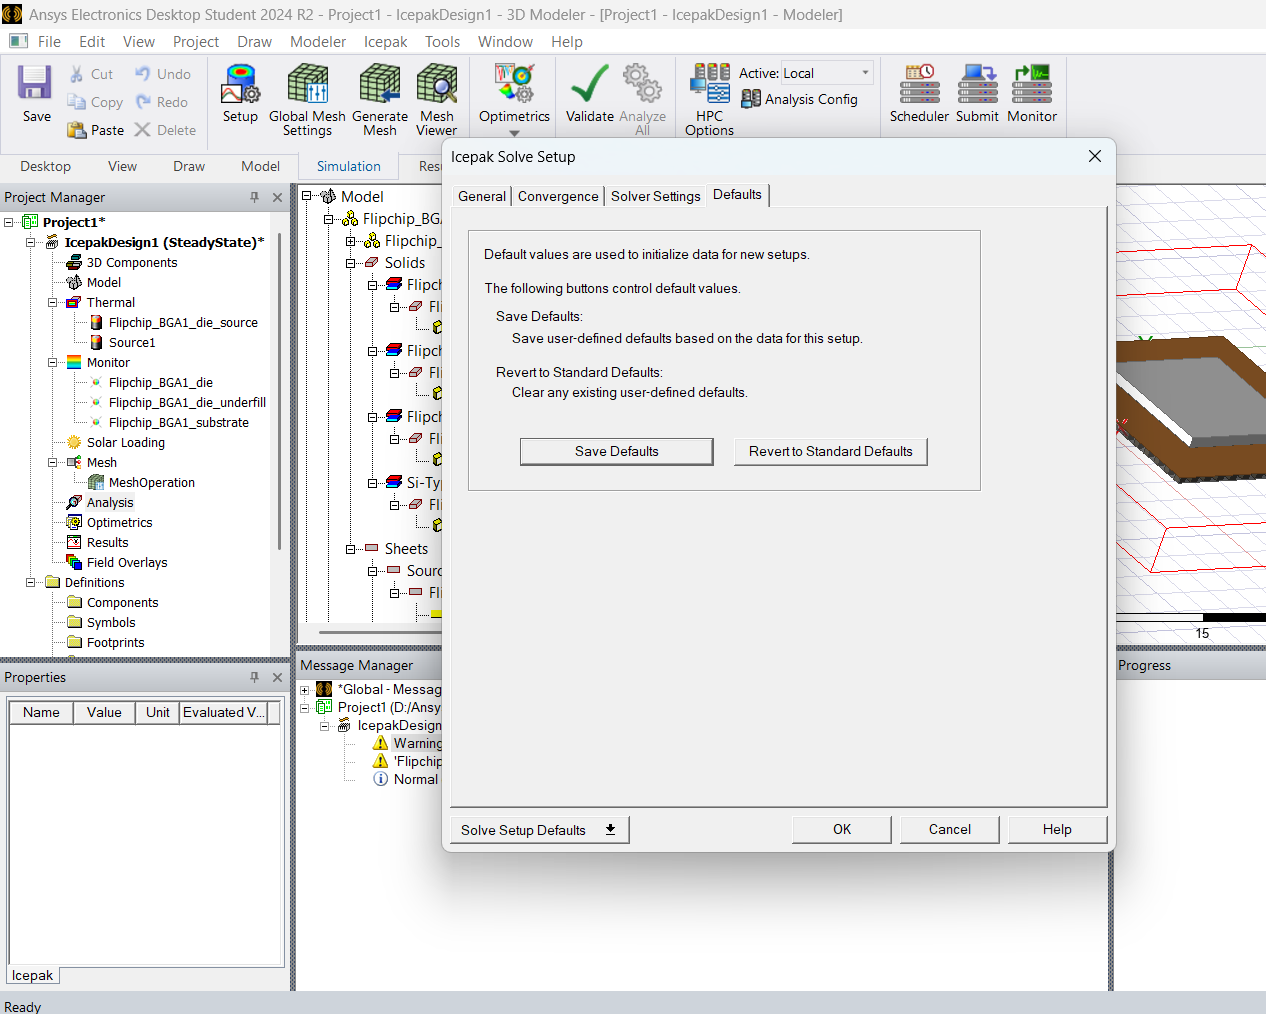 Ansys Electronics Desktop Student 2024 R2 - Project1 - IcepakDesign1 - 3D Modeler - [Project1 - IcepakDesign1 - Modeler]
File Edit View Project Draw Modeler Icepak Tools Window Help
Save
Cut
Copy
Paste
Undo
Redo
Delete
Setup
Global Mesh Settings
Generate Mesh
Mesh Viewer
Optimetrics
Validate
Analyze All
HPC Options
Active: Local
Analysis Config
Scheduler
Submit
Monitor
Desktop View Draw Model Simulation Resu
Project Manager
Project1*
IcepakDesign1 (SteadyState)*
3D Components
Model
Thermal
Flipchip_BGA1_die_source
Source1
Monitor
Flipchip_BGA1_die
Flipchip_BGA1_die_underfill
Flipchip_BGA1_substrate
Solar Loading
Mesh
MeshOperation
Analysis
Optimetrics
Results
Field Overlays
Definitions
Components
Symbols
Footprints
Model
Flipchip_BGA
Flipchip_
Solids
Flipch
Fli
Flipch
Fli
Flipch
Fli
Si-Typ
Fli
Sheets
Sourc
Fli
Icepak Solve Setup
General Convergence Solver Settings Defaults
Default values are used to initialize data for new setups.
The following buttons control default values.
Save Defaults:
Save user-defined defaults based on the data for this setup.
Revert to Standard Defaults:
Clear any existing user-defined defaults.
Save Defaults Revert to Standard Defaults
Solve Setup Defaults OK Cancel Help
15
Properties
Name Value Unit Evaluated V...
Icepak
Message Manager
*Global - Messag
Project1 (D:/Ansy
IcepakDesign
Warning
'Flipchip
Normal
Progress
Ready